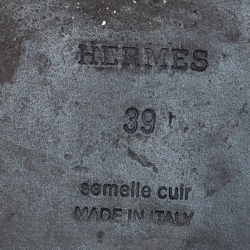 HERMES
39
semelle cuir
MADE IN ITALY